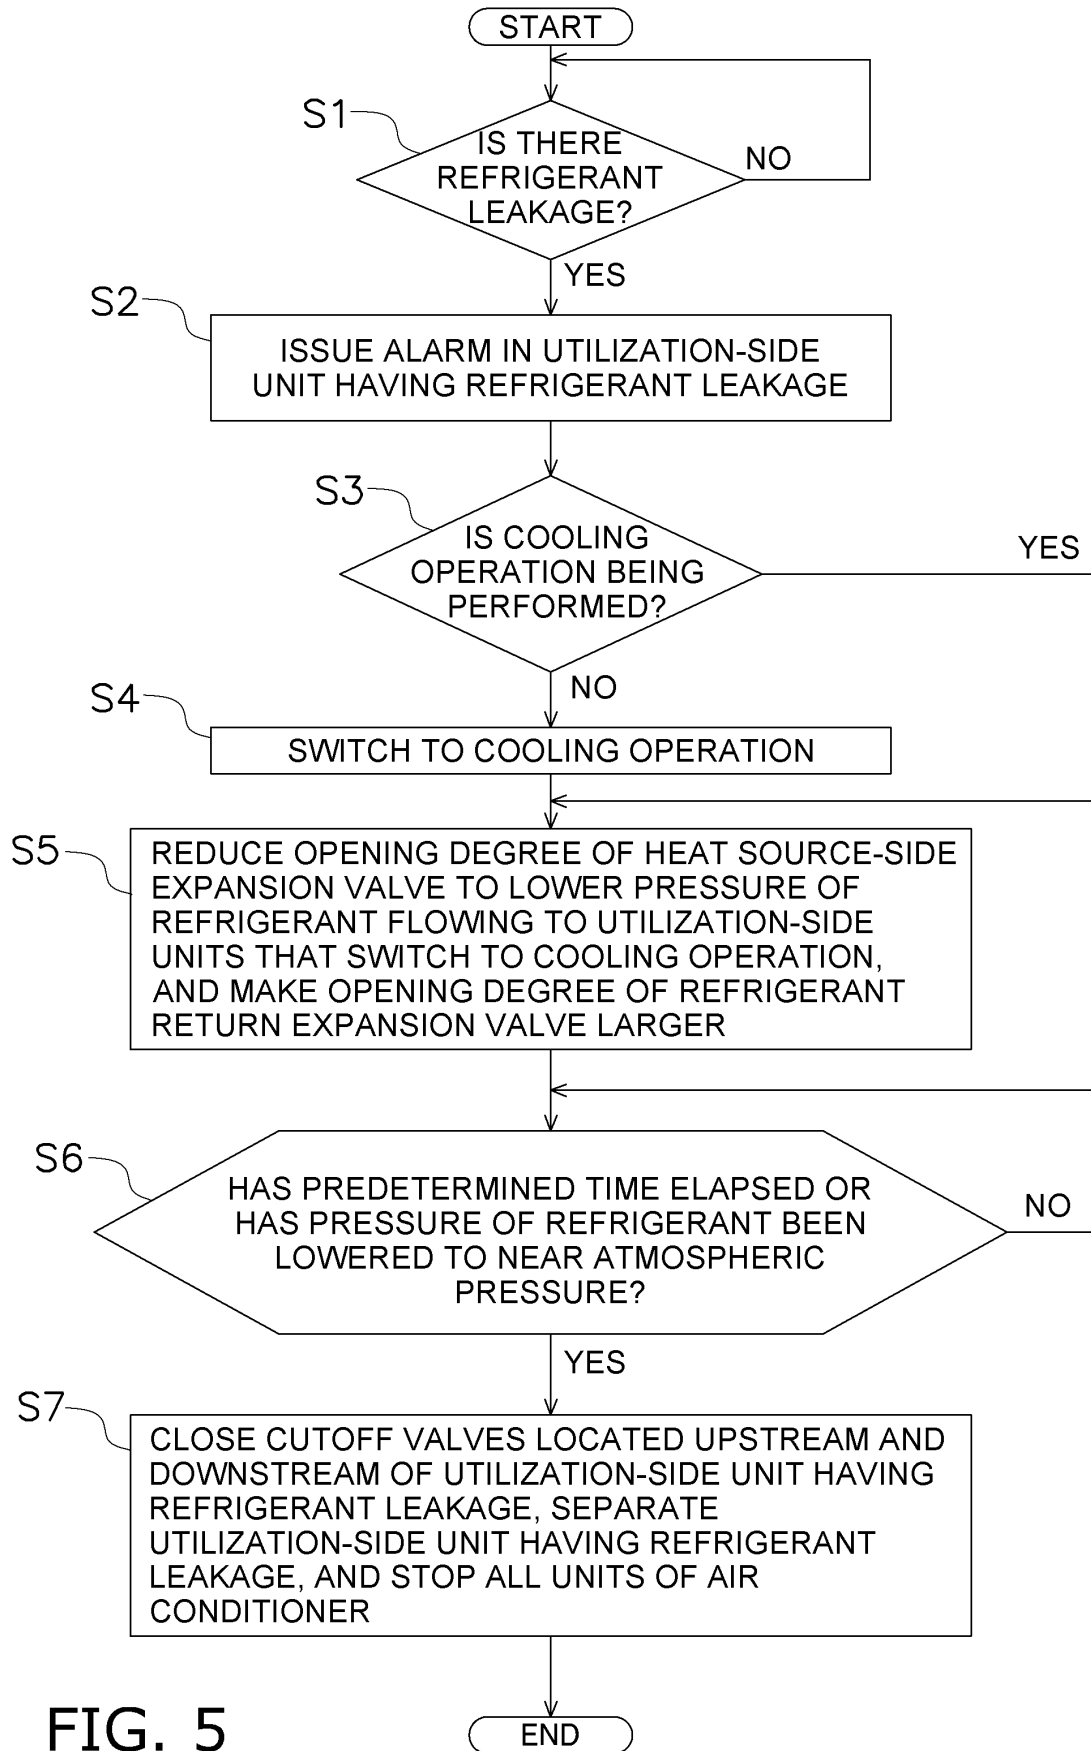 START
S1
IS THERE
REFRIGERANT
LEAKAGE?
NO
YES
S2
ISSUE ALARM IN UTILIZATION-SIDE
UNIT HAVING REFRIGERANT LEAKAGE
S3
IS COOLING
OPERATION BEING
PERFORMED?
YES
NO
S4
SWITCH TO COOLING OPERATION
S5
REDUCE OPENING DEGREE OF HEAT SOURCE-SIDE
EXPANSION VALVE TO LOWER PRESSURE OF
REFRIGERANT FLOWING TO UTILIZATION-SIDE
UNITS THAT SWITCH TO COOLING OPERATION,
AND MAKE OPENING DEGREE OF REFRIGERANT
RETURN EXPANSION VALVE LARGER
S6
HAS PREDETERMINED TIME ELAPSED OR
HAS PRESSURE OF REFRIGERANT BEEN
LOWERED TO NEAR ATMOSPHERIC
PRESSURE?
NO
YES
S7
CLOSE CUTOFF VALVES LOCATED UPSTREAM AND
DOWNSTREAM OF UTILIZATION-SIDE UNIT HAVING
REFRIGERANT LEAKAGE, SEPARATE
UTILIZATION-SIDE UNIT HAVING REFRIGERANT
LEAKAGE, AND STOP ALL UNITS OF AIR
CONDITIONER
END
FIG. 5